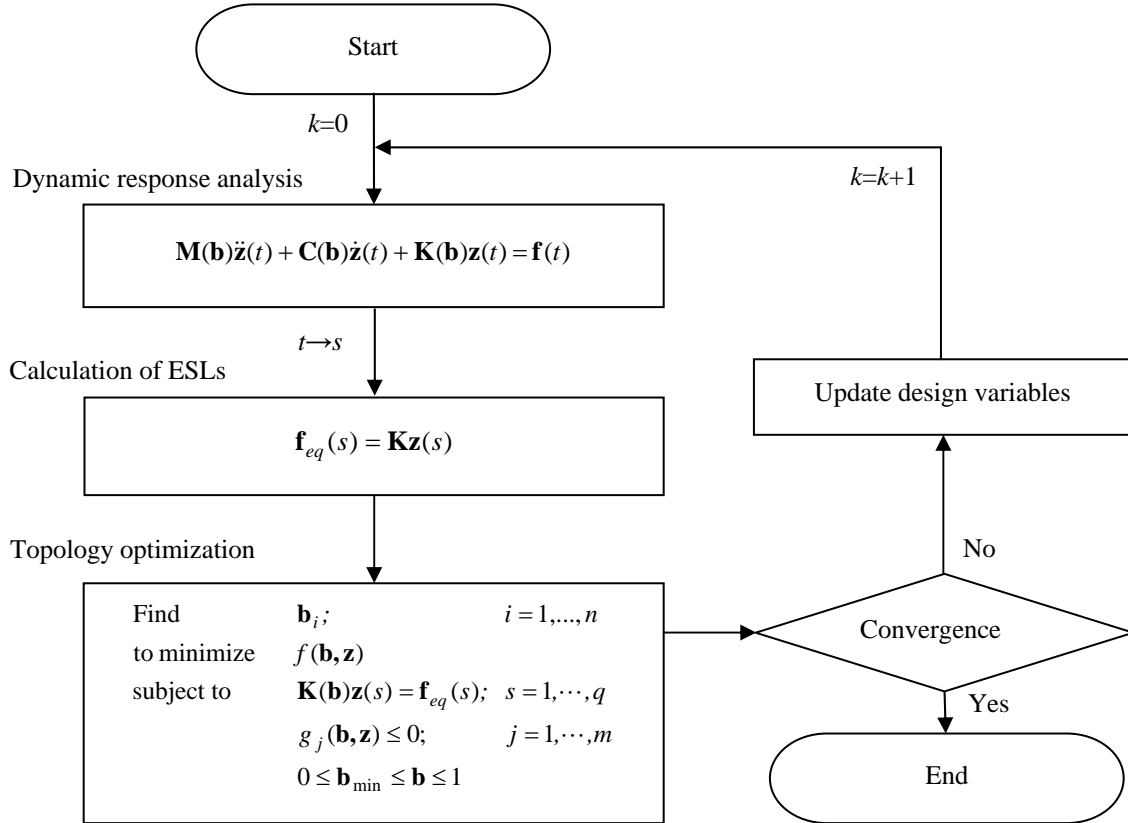 Start
k=0
k=k+1
Dynamic response analysis
M(b)z̈(t) + C(b)ż(t) + K(b)z(t) = f(t)
t→s
Calculation of ESLs
Update design variables
f_eq(s) = Kz(s)
Topology optimization
No
Find b_i; i = 1,...,n
to minimize f(b,z)
subject to K(b)z(s) = f_eq(s); s = 1,⋯,q
g_j(b,z) ≤ 0; j = 1,⋯,m
0 ≤ b_min ≤ b ≤ 1
Convergence
Yes
End